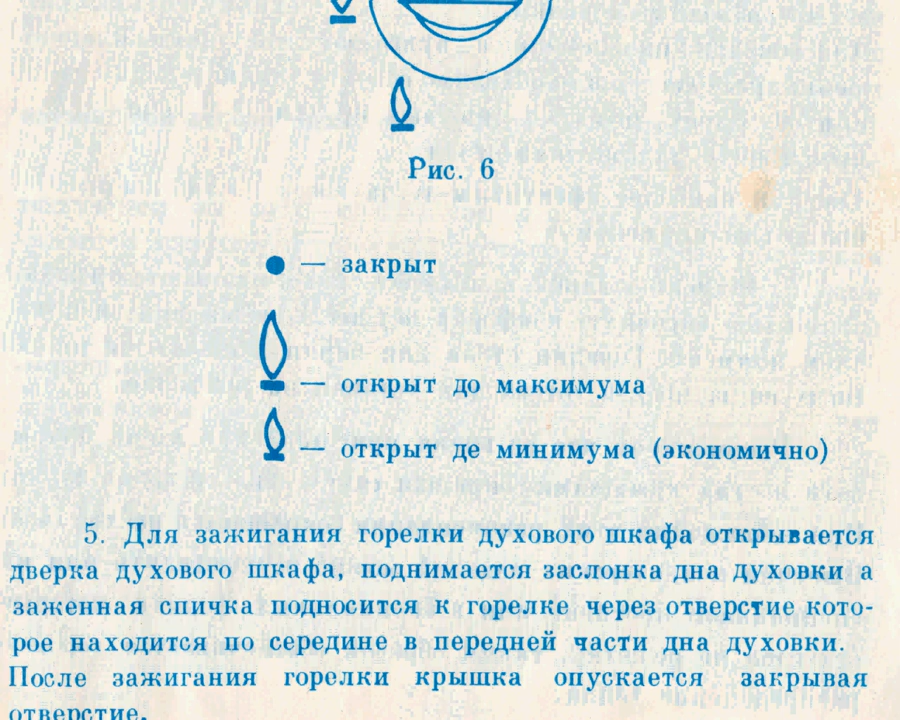 Рис. 6
— закрыт
— открыт до максимума
— открыт де минимума (экономично)
5. Для зажигания горелки духового шкафа открывается
дверка духового шкафа, поднимается заслонка дна духовки а
заженная спичка подносится к горелке через отверстие кото-
рое находится по середине в передней части дна духовки.
После зажигания горелки крышка опускается закрывая
отверстие.